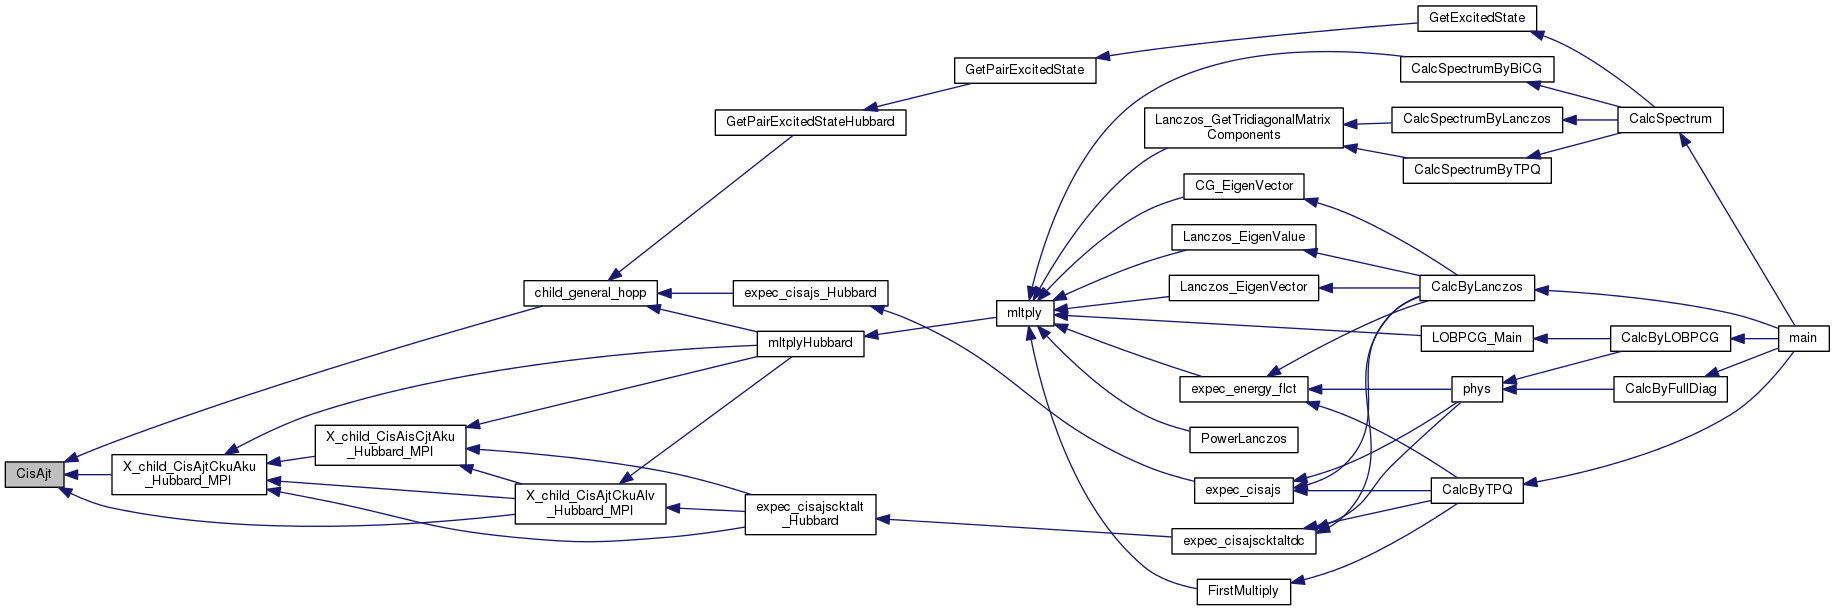 GetExcitedState
GetPairExcitedState
CalcSpectrumByBiCG
GetPairExcitedStateHubbard
Lanczos_GetTridiagonalMatrix
Components
CalcSpectrumByLanczos
CalcSpectrum
CalcSpectrumByTPQ
CG_EigenVector
Lanczos_EigenValue
child_general_hopp
expec_cisajs_Hubbard
Lanczos_EigenVector
CalcByLanczos
mltply
mltplyHubbard
LOBPCG_Main
CalcByLOBPCG
main
expec_energy_flct
phys
CalcByFullDiag
PowerLanczos
X_child_CisAisCjtAku
_Hubbard_MPI
CisAjt
X_child_CisAjtCkuAku
_Hubbard_MPI
X_child_CisAjtCkuAlv
_Hubbard_MPI
expec_cisajs
CalcByTPQ
expec_cisajscktalt
_Hubbard
expec_cisajscktaltdc
FirstMultiply